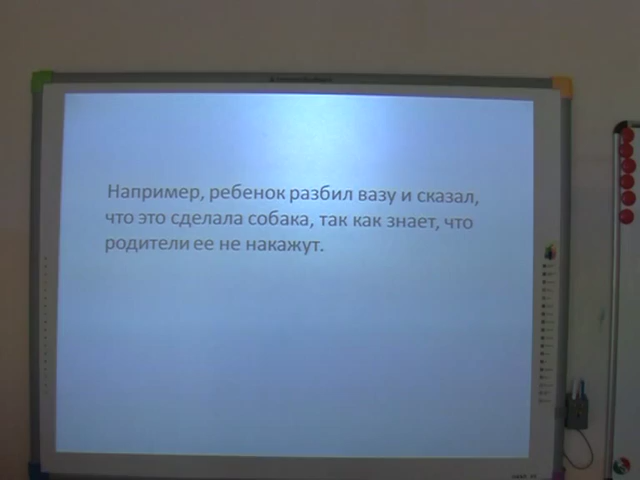 Например, ребенок разбил вазу и сказал,
что это сделала собака, так как знает, что
родители ее не накажут.